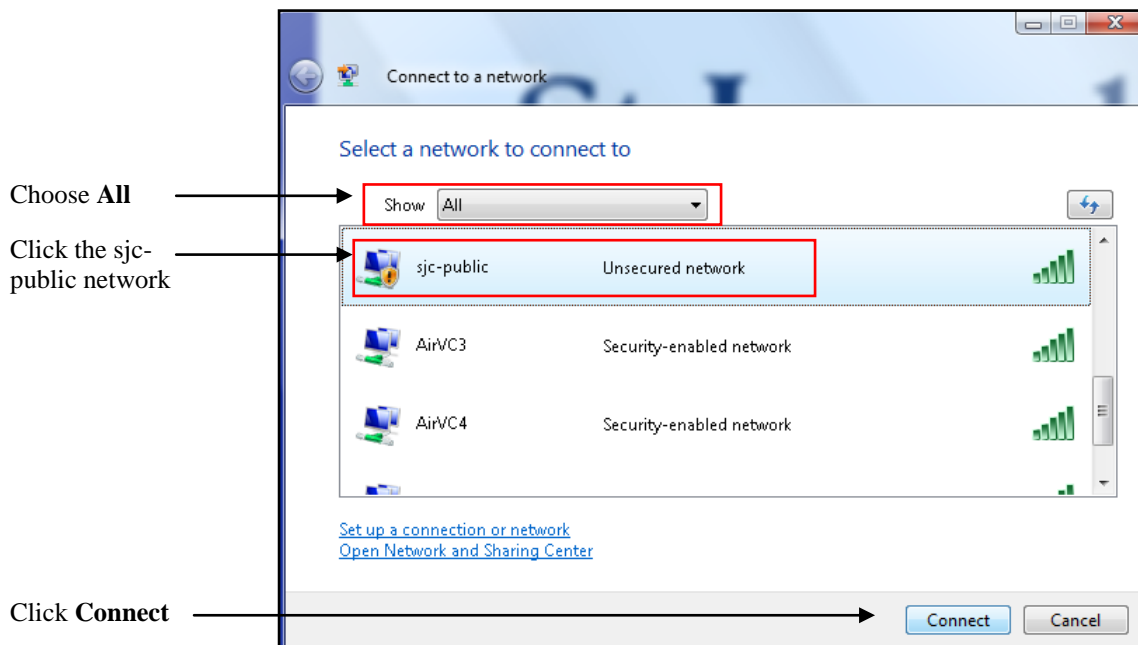 Connect to a network
Select a network to connect to
Choose All
Show All
Click the sjc-
public network
sjc-public Unsecured network
AirVC3 Security-enabled network
AirVC4 Security-enabled network
Set up a connection or network
Open Network and Sharing Center
Click Connect
Connect Cancel